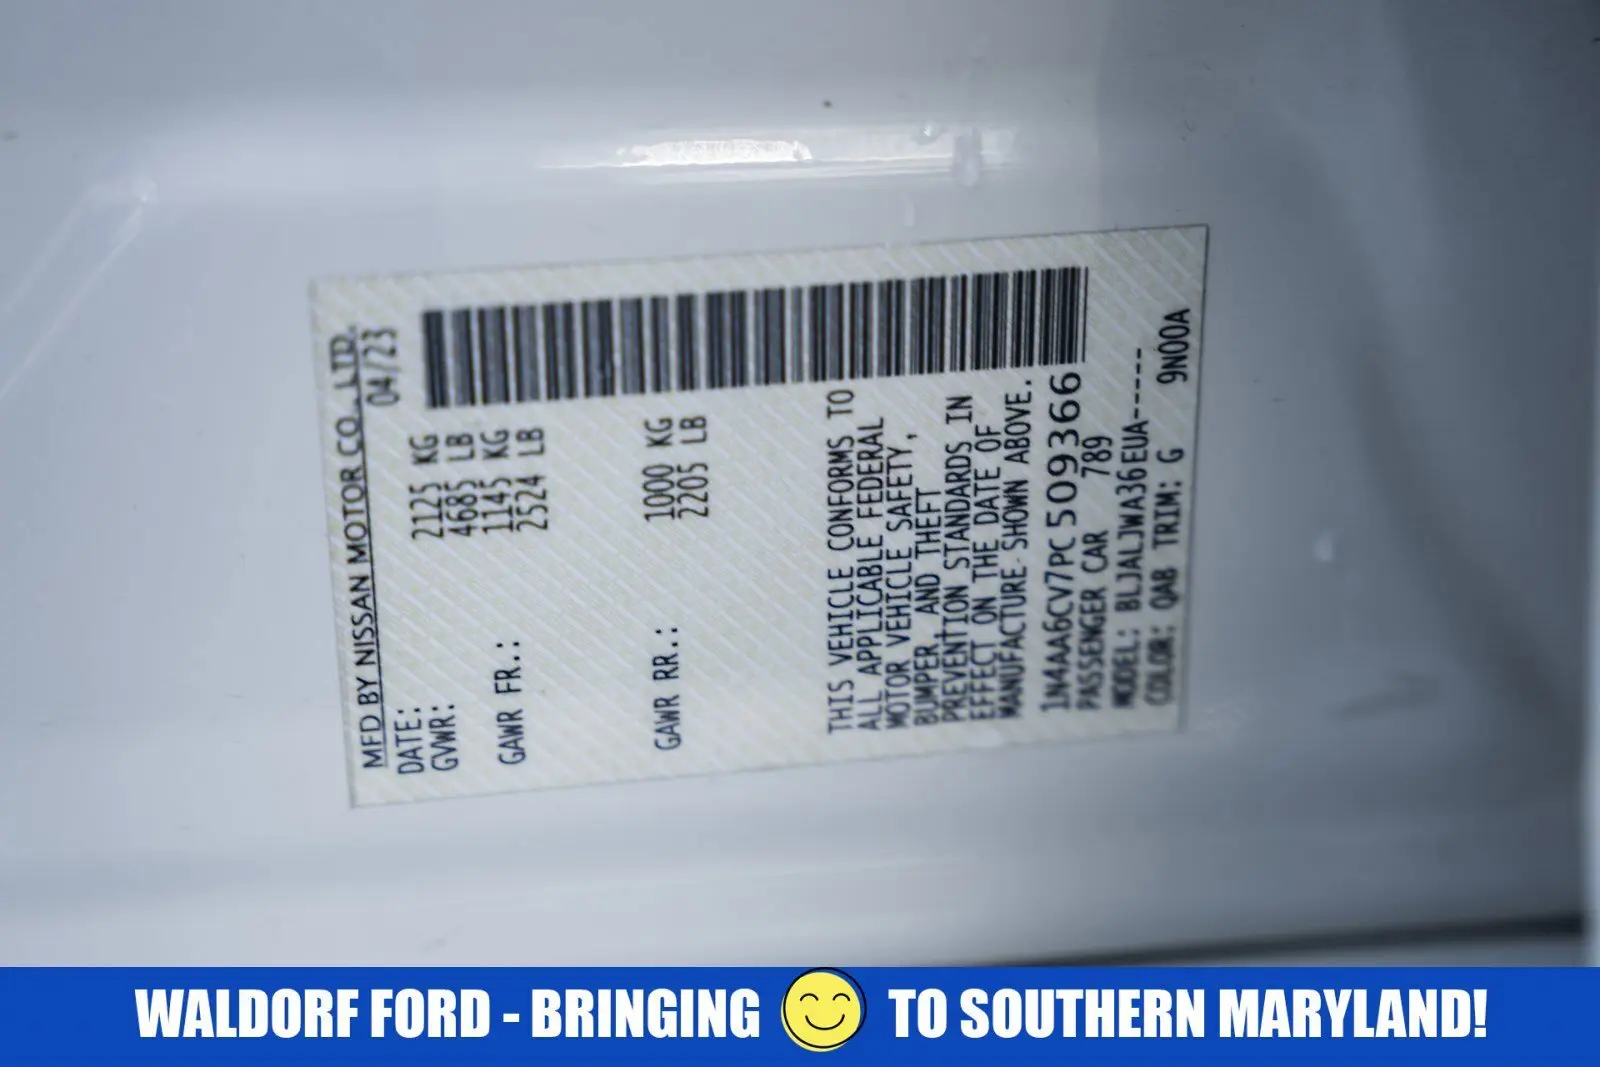 MFD BY NISSAN MOTOR CO., LTD.
DATE: 04/23
GVWR: 2125 KG
4685 LB
GAWR FR.: 1145 KG
2524 LB
GAWR RR.: 1000 KG
2205 LB
THIS VEHICLE CONFORMS TO
ALL APPLICABLE FEDERAL
MOTOR VEHICLE SAFETY,
BUMPER, AND THEFT
PREVENTION STANDARDS IN
EFFECT ON THE DATE OF
MANUFACTURE SHOWN ABOVE.
1N4AA6CV7PC509366
PASSENGER CAR 789
MODEL: BLJALJWA36EUA-----
COLOR: QAB TRIM: G 9N00A
WALDORF FORD - BRINGING 😊 TO SOUTHERN MARYLAND!